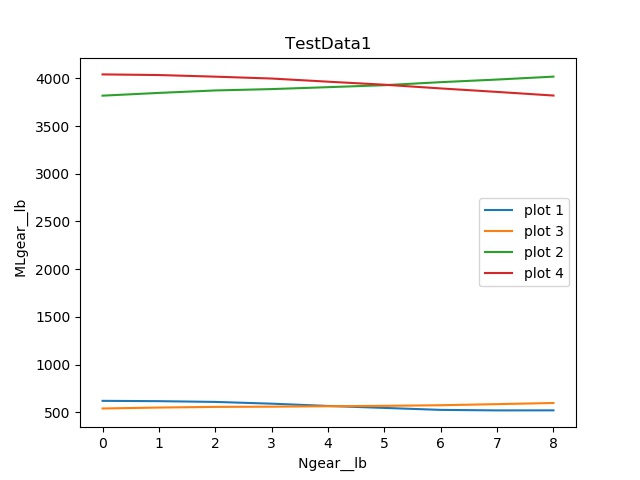 TestData1
MLgear__lb
4000
3500
3000
2500
2000
1500
1000
500
plot 1
plot 3
plot 2
plot 4
0 1 2 3 4 5 6 7 8
Ngear__lb